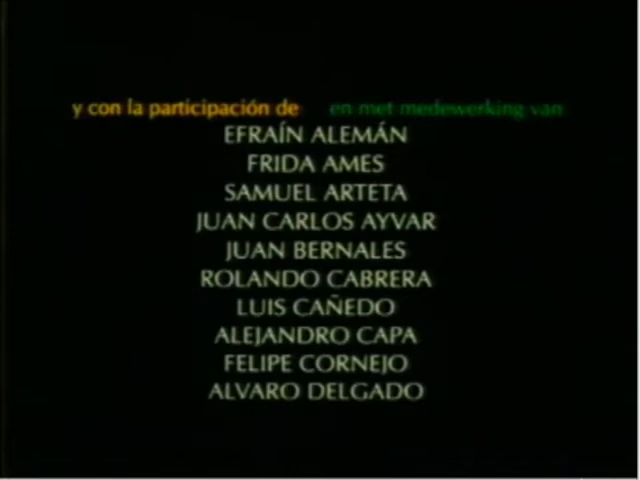 y con la participación de en met medewerking van
EFRAÍN ALEMÁN
FRIDA AMES
SAMUEL ARTETA
JUAN CARLOS AYVAR
JUAN BERNALES
ROLANDO CABRERA
LUIS CAÑEDO
ALEJANDRO CAPA
FELIPE CORNEJO
ALVARO DELGADO